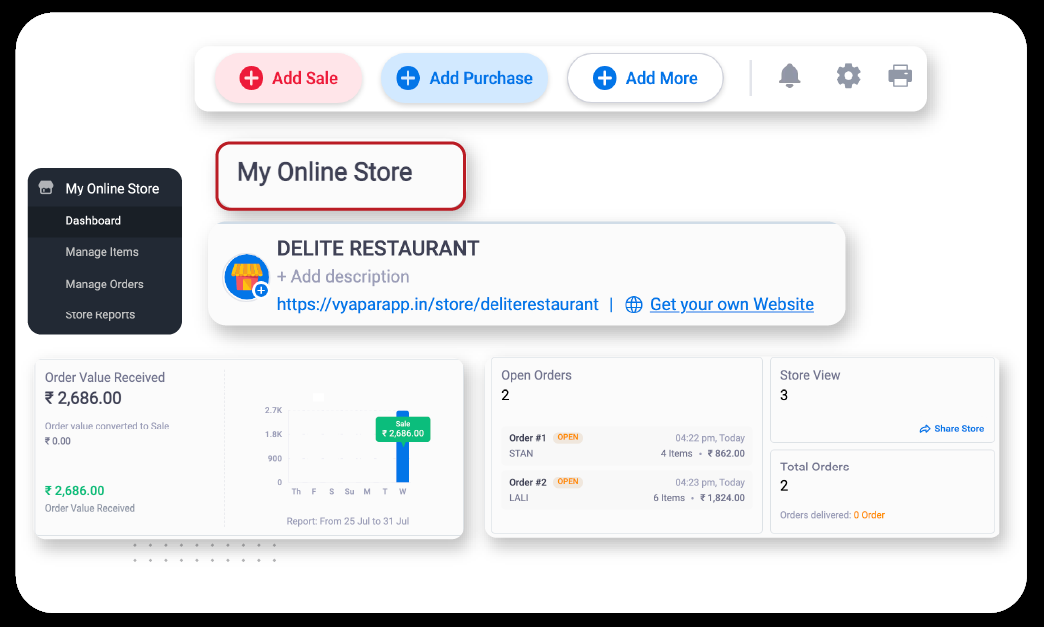 Add Sale
Add Purchase
Add More
My Online Store
My Online Store
Dashboard
Manage Items
Manage Orders
Store Reports
DELITE RESTAURANT
+ Add description
https://vyaparapp.in/store/deliterestaurant | Get your own Website
Order Value Received
₹ 2,686.00
Order value converted to Sale
₹ 0.00
₹ 2,686.00
Order Value Received
2.7K
1.8K
900
0
Sale
₹ 2,686.00
Th F S Su M T W
Report: From 25 Jul to 31 Jul
Open Orders
2
Order #1 OPEN 04:22 pm, Today
STAN 4 Items • ₹ 862.00
Order #2 OPEN 04:23 pm, Today
LALI 6 Items • ₹ 1,824.00
Store View
3
Share Store
Total Orders
2
Orders delivered: 0 Order